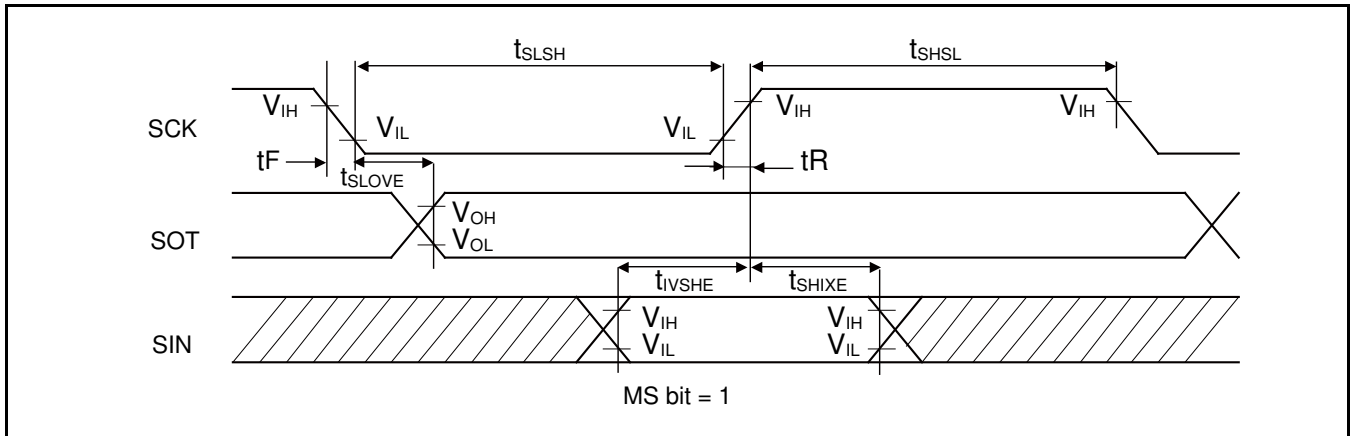 tSLSH
tSHSL
SCK
VIH
VIL
VIL
VIH
VIH
tF
tSLOVE
tR
SOT
VOH
VOL
tIVSHE
tSHIXE
SIN
VIH
VIL
VIH
VIL
MS bit = 1